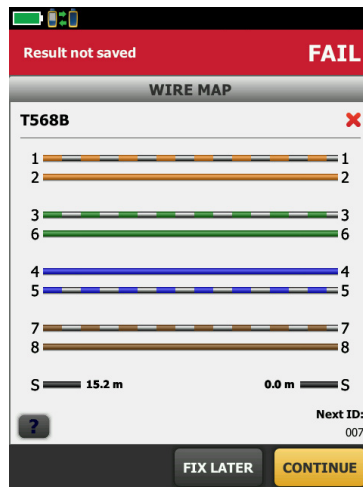 Result not saved FAIL
WIRE MAP
T568B
1 1
2 2
3 3
6 6
4 4
5 5
7 7
8 8
S 15.2 m 0.0 m S
Next ID:
? 007
FIX LATER CONTINUE